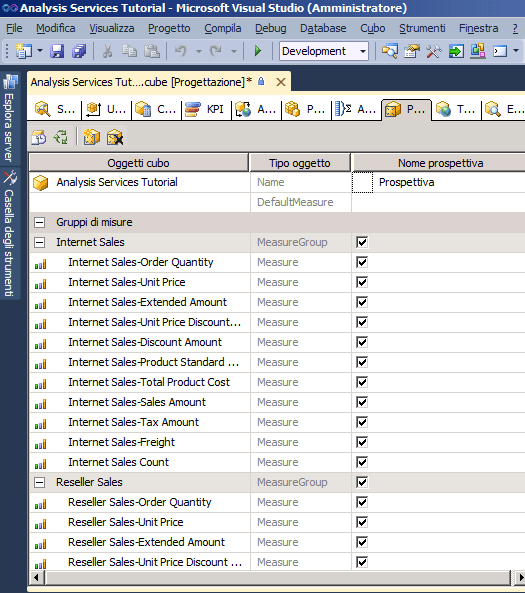 Analysis Services Tutorial - Microsoft Visual Studio (Amministratore)
File Modifica Visualizza Progetto Compila Debug Database Cubo Strumenti Finestra ?
Development
Analysis Services Tut....cube [Progettazione]*
S... U... C... KPI A... P... A... P... T... E...
Esplora server
Casella degli strumenti
Oggetti cubo Tipo oggetto Nome prospettiva
Analysis Services Tutorial Name Prospettiva
DefaultMeasure
Gruppi di misure
Internet Sales MeasureGroup
Internet Sales-Order Quantity Measure
Internet Sales-Unit Price Measure
Internet Sales-Extended Amount Measure
Internet Sales-Unit Price Discount... Measure
Internet Sales-Discount Amount Measure
Internet Sales-Product Standard ... Measure
Internet Sales-Total Product Cost Measure
Internet Sales-Sales Amount Measure
Internet Sales-Tax Amount Measure
Internet Sales-Freight Measure
Internet Sales Count Measure
Reseller Sales MeasureGroup
Reseller Sales-Order Quantity Measure
Reseller Sales-Unit Price Measure
Reseller Sales-Extended Amount Measure
Reseller Sales-Unit Price Discount ... Measure